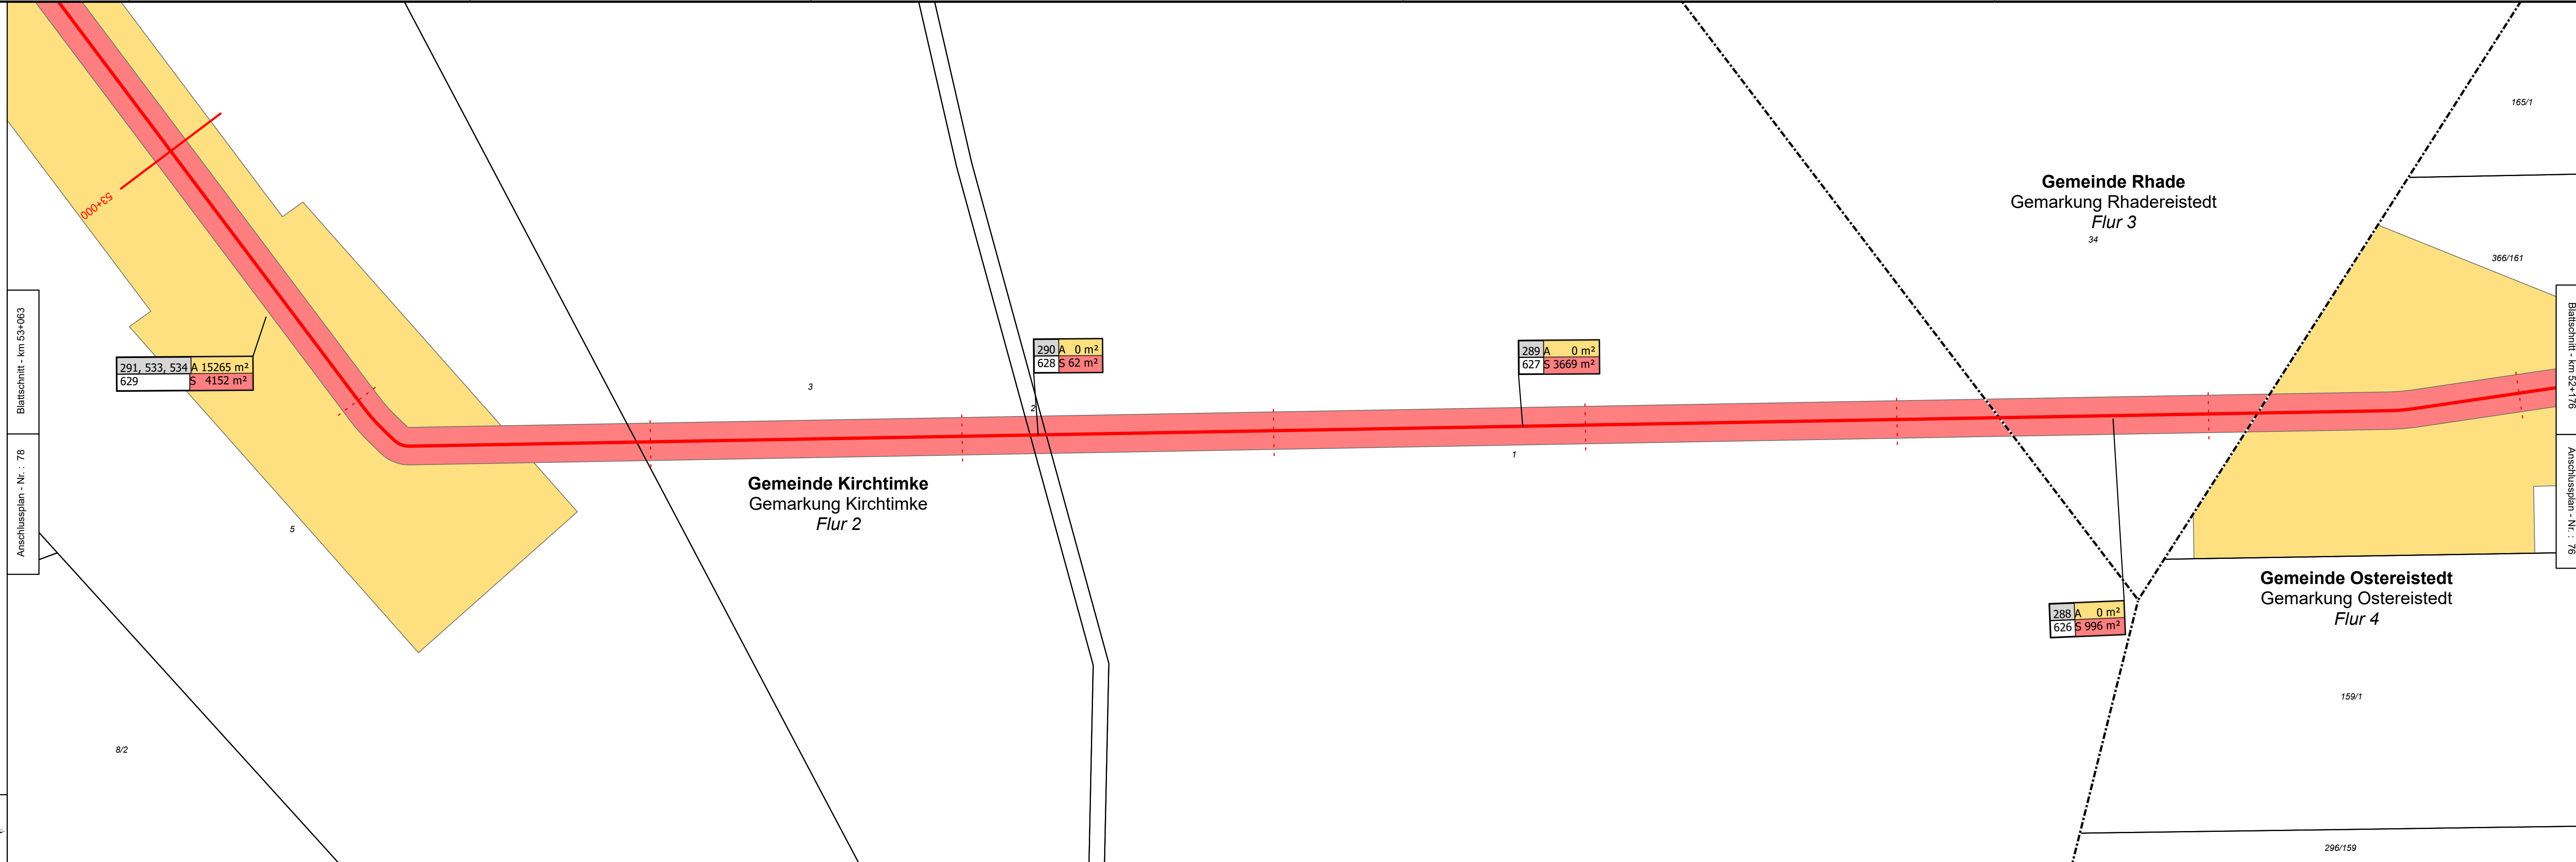 53+000
Blattschnitt - km 53+063
Anschlussplan - Nr. : 78
291, 533, 534 A 15265 m²
629 S 4152 m²
5
8/2
3
Gemeinde Kirchtimke
Gemarkung Kirchtimke
Flur 2
290 A 0 m²
628 S 62 m²
2
289 A 0 m²
627 S 3669 m²
1
Gemeinde Rhade
Gemarkung Rhadereistedt
Flur 3
34
165/1
366/161
Blattschnitt - km 52+176
Anschlussplan - Nr. : 76
288 A 0 m²
626 S 996 m²
Gemeinde Ostereistedt
Gemarkung Ostereistedt
Flur 4
159/1
296/159